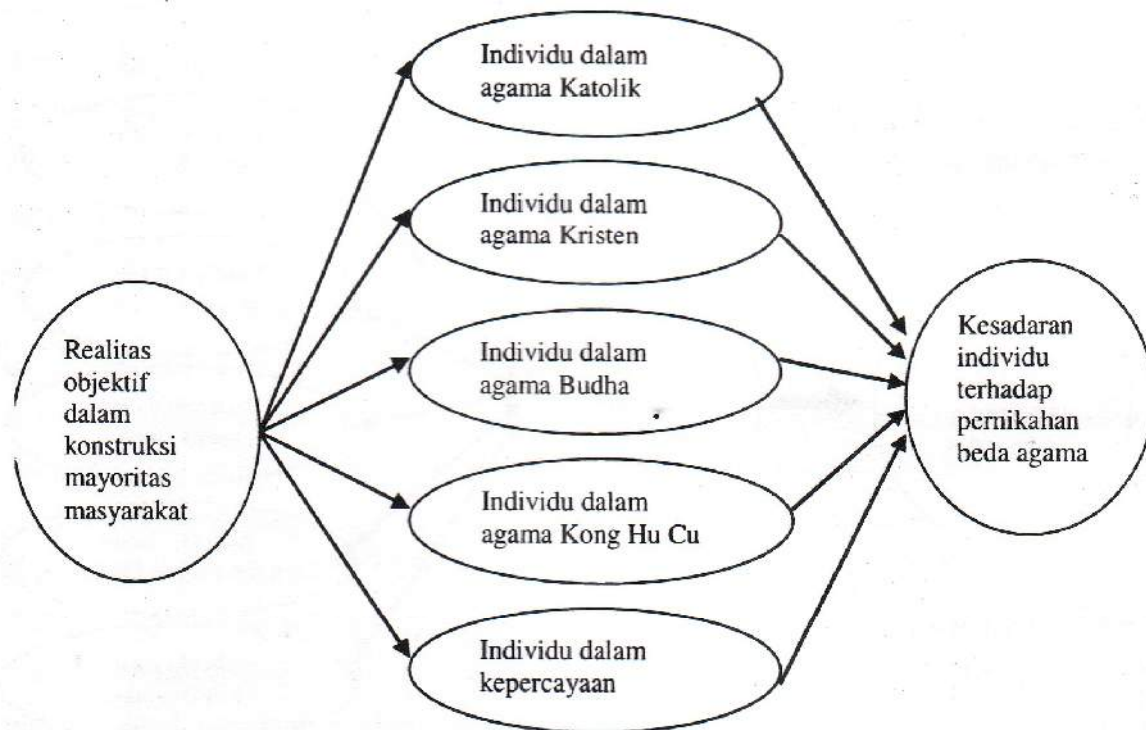 Individu dalam
agama Katolik
Individu dalam
agama Kristen
Realitas
objektif
dalam
konstruksi
mayoritas
masyarakat
Individu dalam
agama Budha
Kesadaran
individu
terhadap
pernikahan
beda agama
Individu dalam
agama Kong Hu Cu
Individu dalam
kepercayaan